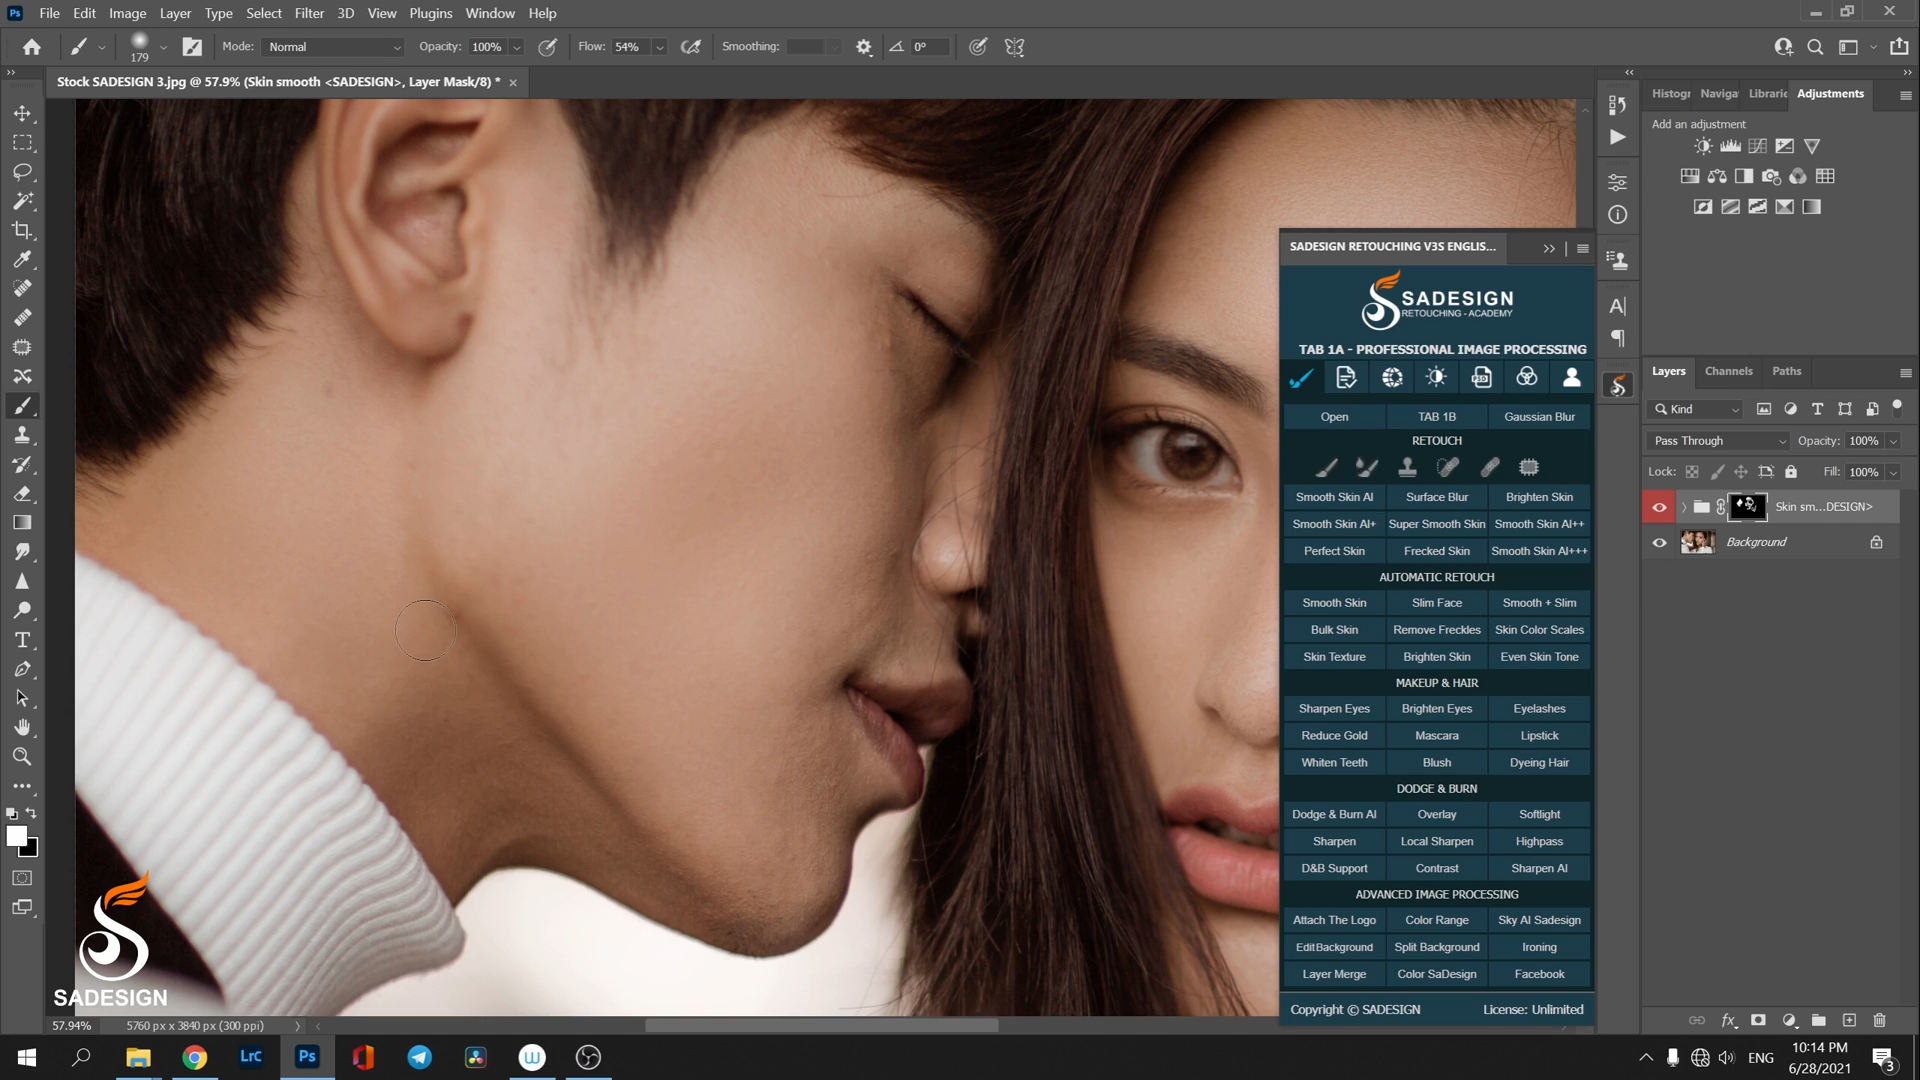 Ps File Edit Image Layer Type Select Filter 3D View Plugins Window Help
179 Mode: Normal Opacity: 100% Flow: 54% Smoothing: 0°
Stock SADESIGN 3.jpg @ 57.9% (Skin smooth <SADESIGN>, Layer Mask/8) * ×
Histogr Naviga Librarie Adjustments
Add an adjustment
SADESIGN RETOUCHING V3S ENGLIS...
SADESIGN
RETOUCHING - ACADEMY
TAB 1A - PROFESSIONAL IMAGE PROCESSING
Open TAB 1B Gaussian Blur
RETOUCH
Smooth Skin AI Surface Blur Brighten Skin
Smooth Skin AI+ Super Smooth Skin Smooth Skin AI++
Perfect Skin Frecked Skin Smooth Skin AI+++
AUTOMATIC RETOUCH
Smooth Skin Slim Face Smooth + Slim
Bulk Skin Remove Freckles Skin Color Scales
Skin Texture Brighten Skin Even Skin Tone
MAKEUP & HAIR
Sharpen Eyes Brighten Eyes Eyelashes
Reduce Gold Mascara Lipstick
Whiten Teeth Blush Dyeing Hair
DODGE & BURN
Dodge & Burn AI Overlay Softlight
Sharpen Local Sharpen Highpass
D&B Support Contrast Sharpen AI
ADVANCED IMAGE PROCESSING
Attach The Logo Color Range Sky AI Sadesign
EditBackground Split Background Ironing
Layer Merge Color SaDesign Facebook
Copyright © SADESIGN License: Unlimited
Layers Channels Paths
Kind
Pass Through Opacity: 100%
Lock: Fill: 100%
Skin sm...DESIGN>
Background
SADESIGN
57.94% 5760 px x 3840 px (300 ppi)
LrC Ps
ENG
10:14 PM
6/28/2021
3